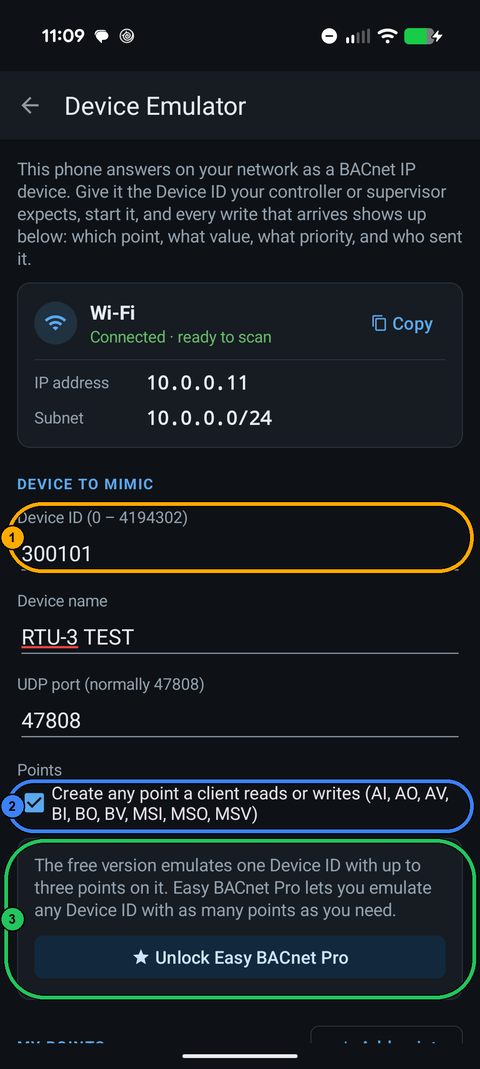 11:09
Device Emulator
This phone answers on your network as a BACnet IP
device. Give it the Device ID your controller or supervisor
expects, start it, and every write that arrives shows up
below: which point, what value, what priority, and who sent
it.
Wi-Fi
Connected · ready to scan
Copy
IP address 10.0.0.11
Subnet 10.0.0.0/24
DEVICE TO MIMIC
Device ID (0 – 4194302)
1
300101
Device name
RTU-3 TEST
UDP port (normally 47808)
47808
Points
2
Create any point a client reads or writes (AI, AO, AV,
BI, BO, BV, MSI, MSO, MSV)
The free version emulates one Device ID with up to
three points on it. Easy BACnet Pro lets you emulate
any Device ID with as many points as you need.
3
★ Unlock Easy BACnet Pro